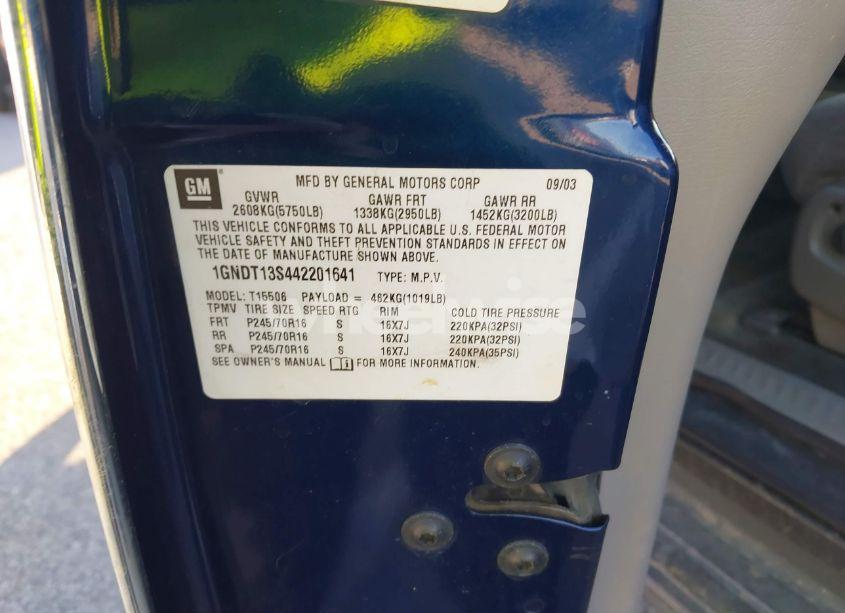 GM
MFD BY GENERAL MOTORS CORP 09/03
GVWR GAWR FRT GAWR RR
2608KG(5750LB) 1338KG(2950LB) 1452KG(3200LB)
THIS VEHICLE CONFORMS TO ALL APPLICABLE U.S. FEDERAL MOTOR
VEHICLE SAFETY AND THEFT PREVENTION STANDARDS IN EFFECT ON
THE DATE OF MANUFACTURE SHOWN ABOVE.
1GNDT13S442201641 TYPE: M.P.V.
MODEL: T15506 PAYLOAD = 462KG(1019LB)
TPMV TIRE SIZE SPEED RTG RIM COLD TIRE PRESSURE
FRT P245/70R16 S 16X7J 220KPA(32PSI)
RR P245/70R16 S 16X7J 220KPA(32PSI)
SPA P245/70R16 S 16X7J 240KPA(35PSI)
SEE OWNER'S MANUAL FOR MORE INFORMATION.
wheelwise